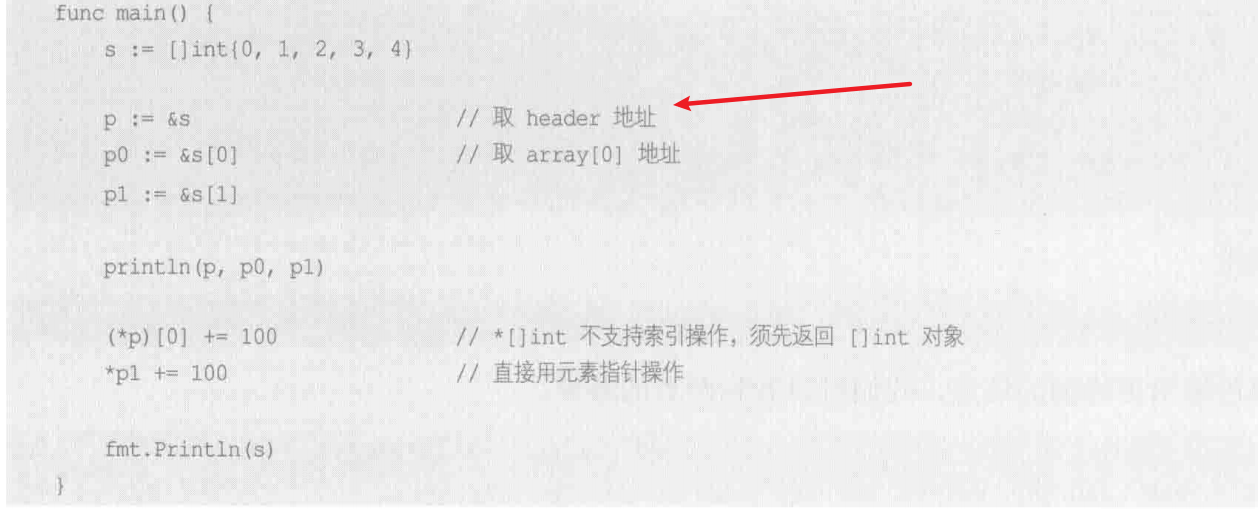 func main() {
s := []int{0, 1, 2, 3, 4}
p := &s // 取 header 地址
p0 := &s[0] // 取 array[0] 地址
p1 := &s[1]
println(p, p0, p1)
(*p)[0] += 100 // *[]int 不支持索引操作，须先返回 []int 对象
*p1 += 100 // 直接用元素指针操作
fmt.Println(s)
}